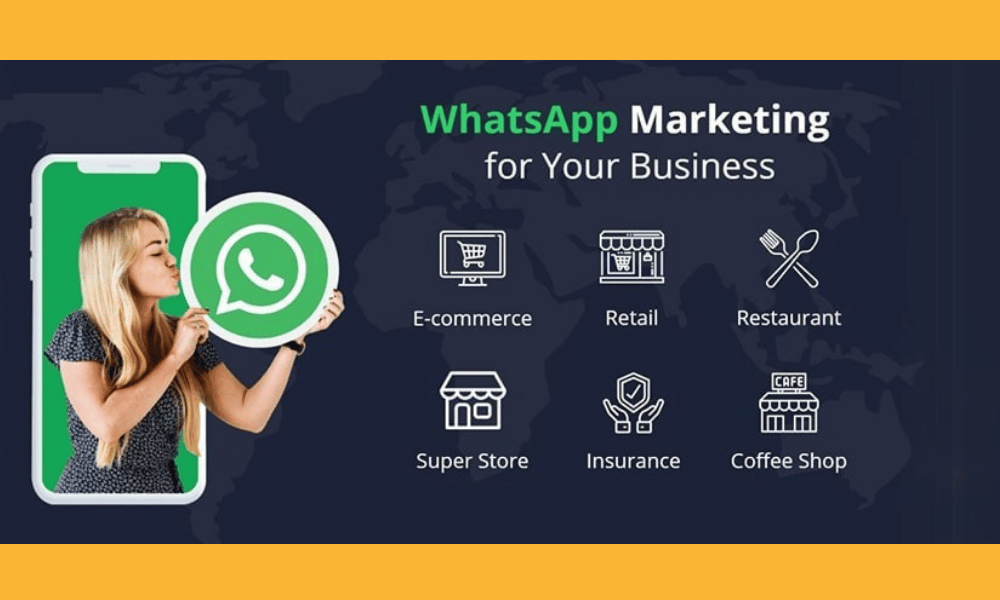 WhatsApp Marketing
for Your Business
E-commerce
Retail
Restaurant
CAFE
Super Store
Insurance
Coffee Shop